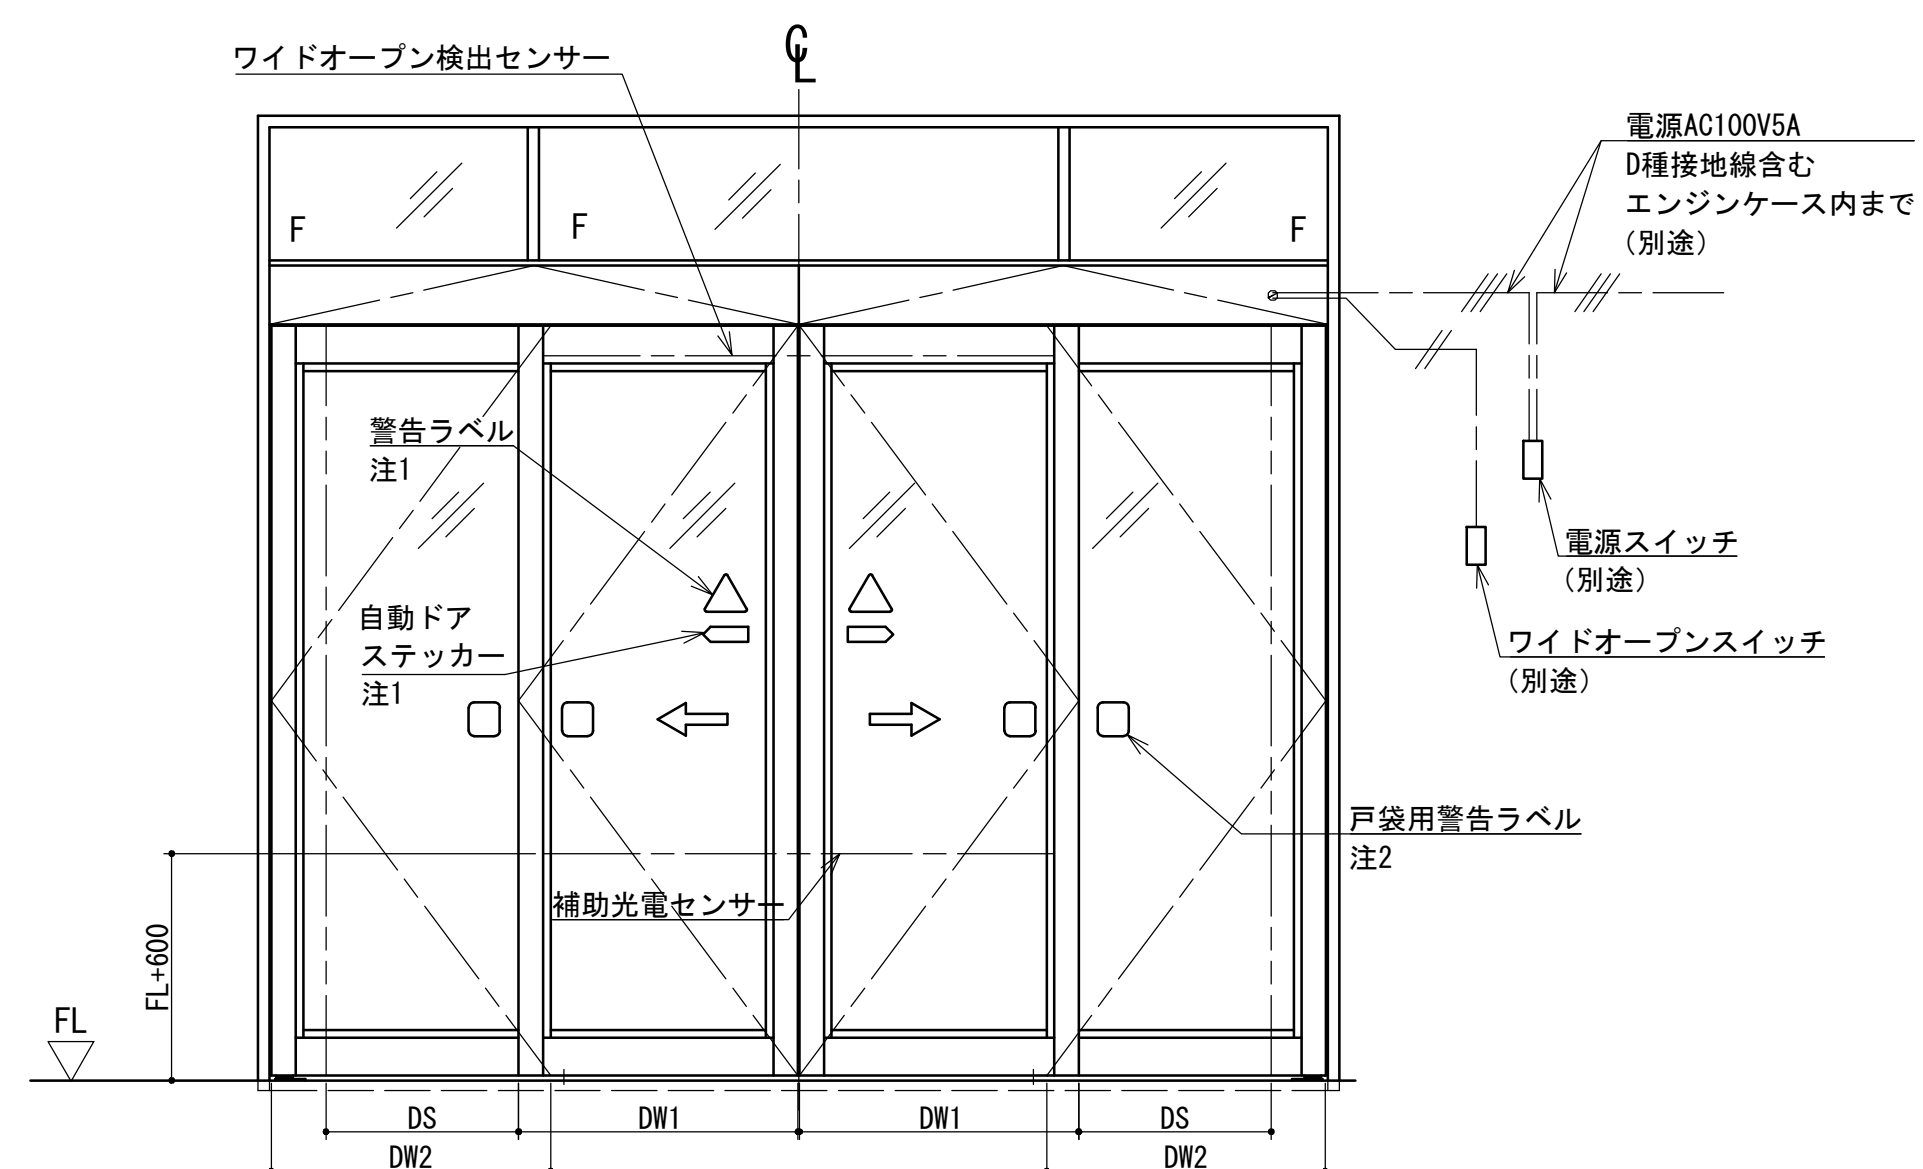 ワイドオープン検出センサー
CL
電源AC100V5A
D種接地線含む
エンジンケース内まで
(別途)
F
F
F
警告ラベル
注1
自動ドア
ステッカー
注1
電源スイッチ
(別途)
ワイドオープンスイッチ
(別途)
戸袋用警告ラベル
注2
補助光電センサー
FL+600
FL
DS
DW1
DW1
DS
DW2
DW2